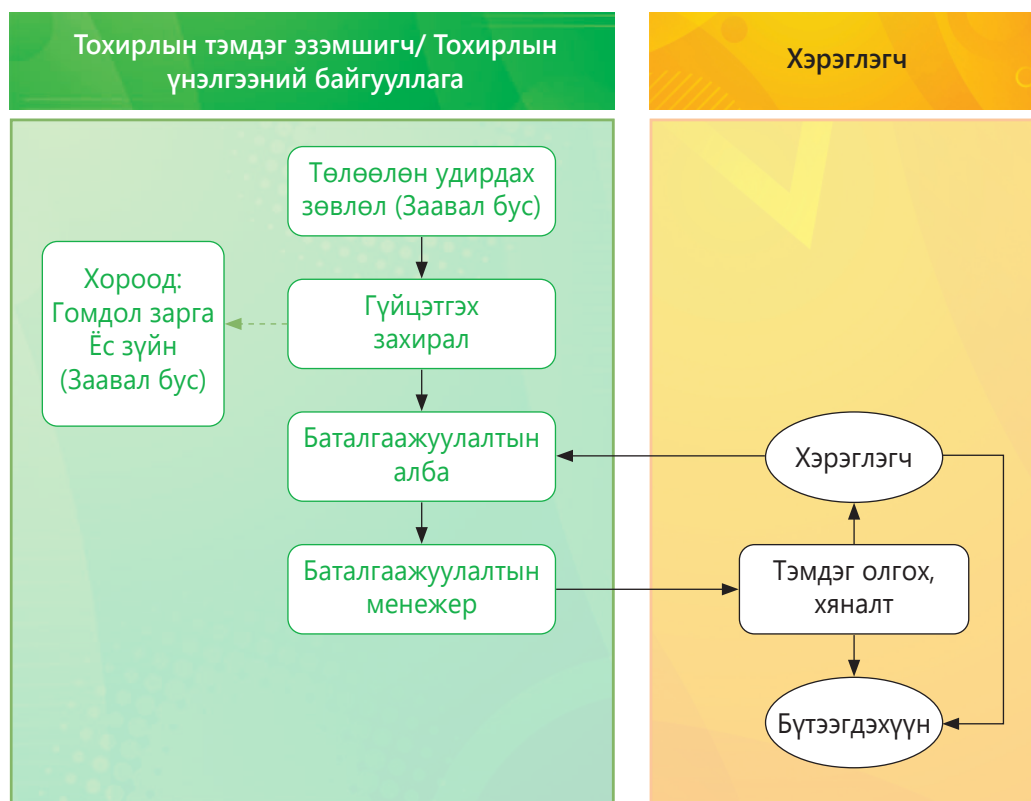 Тохирлын тэмдэг эзэмшигч/ Тохирлын
үнэлгээний байгууллага
Хэрэглэгч
Төлөөлөн удирдах
зөвлөл (Заавал бус)
Хороод:
Гомдол зарга
Ёс зүйн
(Заавал бус)
Гүйцэтгэх
захирал
Баталгаажуулалтын
алба
Хэрэглэгч
Баталгаажуулалтын
менежер
Тэмдэг олгох,
хяналт
Бүтээгдэхүүн